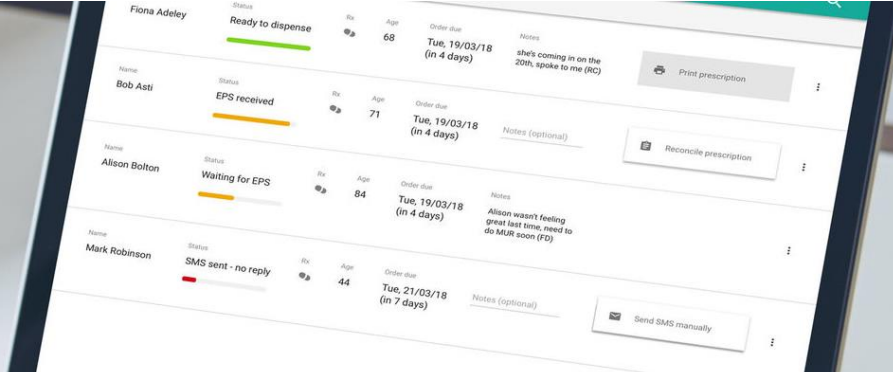 Fiona Adeley
Status
Ready to dispense
Rx
Age
68
Order due
Tue, 19/03/18
(in 4 days)
Notes
she's coming in on the
20th, spoke to me (RC)
Print prescription
Name
Bob Asti
Status
EPS received
Rx
Age
71
Order due
Tue, 19/03/18
(in 4 days)
Notes (optional)
Reconcile prescription
Name
Alison Bolton
Status
Waiting for EPS
Rx
Age
84
Order due
Tue, 19/03/18
(in 4 days)
Notes
Alison wasn't feeling
great last time, need to
do MUR soon (FD)
Name
Mark Robinson
Status
SMS sent - no reply
Rx
Age
44
Order due
Tue, 21/03/18
(in 7 days)
Notes (optional)
Send SMS manually